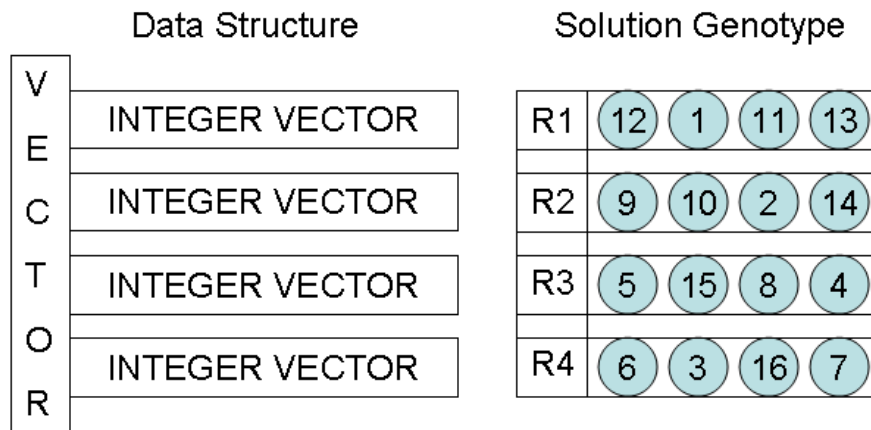 Data Structure
Solution Genotype
VECTOR
INTEGER VECTOR
R1 12 1 11 13
INTEGER VECTOR
R2 9 10 2 14
INTEGER VECTOR
R3 5 15 8 4
INTEGER VECTOR
R4 6 3 16 7